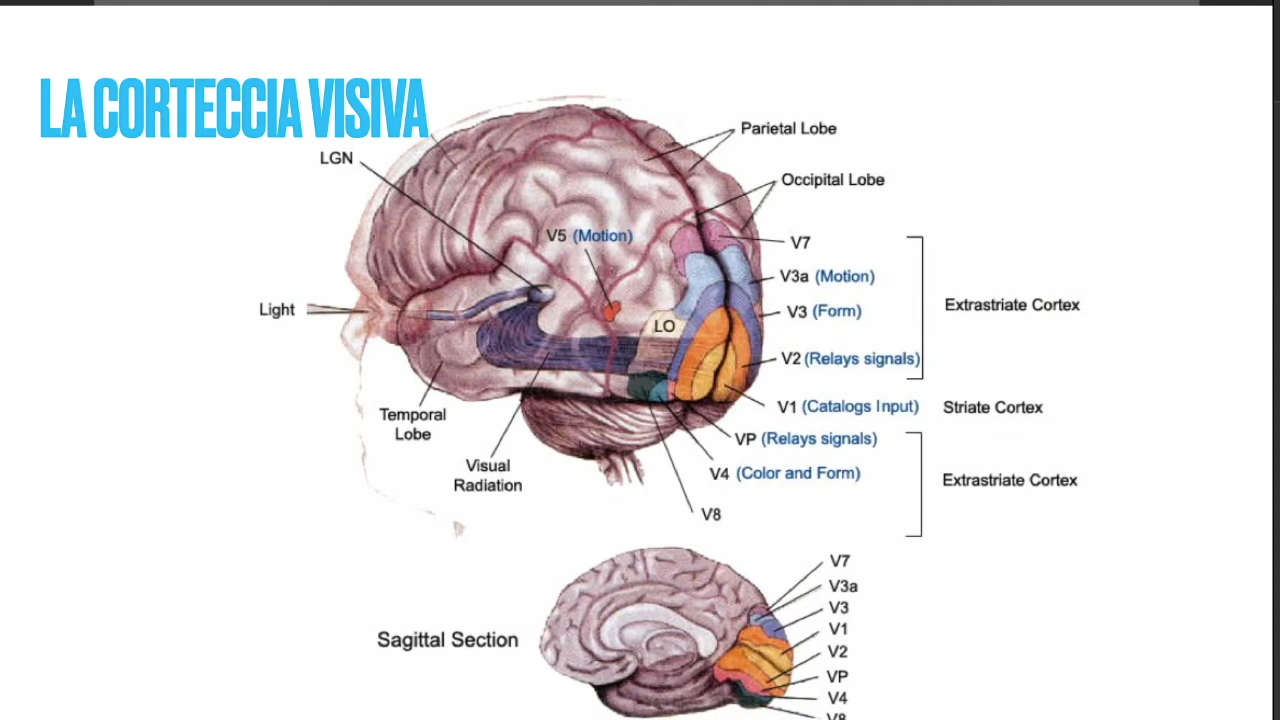 LA CORTECCIA VISIVA
Parietal Lobe
LGN
Occipital Lobe
V5 (Motion)
V7
V3a (Motion)
Light
V3 (Form)
Extrastriate Cortex
LO
V2 (Relays signals)
V1 (Catalogs Input)
Striate Cortex
Temporal
Lobe
VP (Relays signals)
Visual
Radiation
V4 (Color and Form)
Extrastriate Cortex
V8
V7
V3a
V3
V1
Sagittal Section
V2
VP
V4
V8